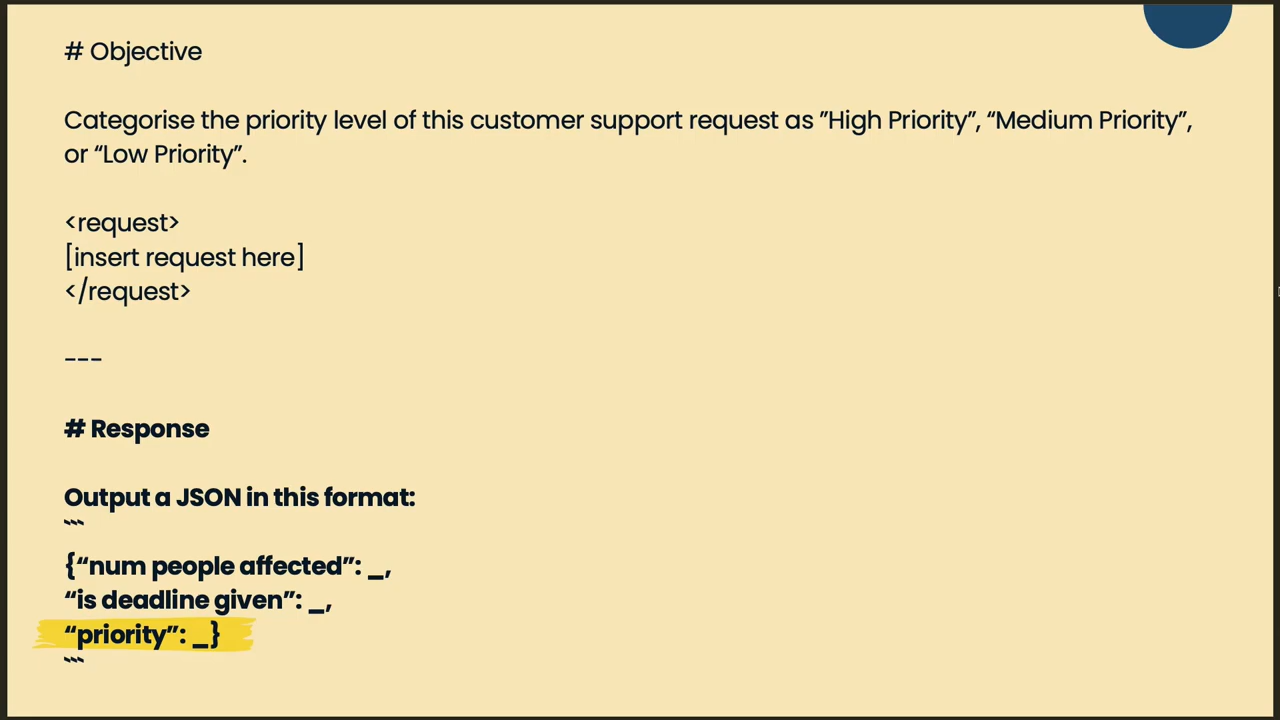 # Objective
Categorise the priority level of this customer support request as ”High Priority”, “Medium Priority”,
or “Low Priority”.
<request>
[insert request here]
</request>
---
# Response
Output a JSON in this format:
```
{“num people affected”: _,
“is deadline given”: _,
“priority”: _}
```